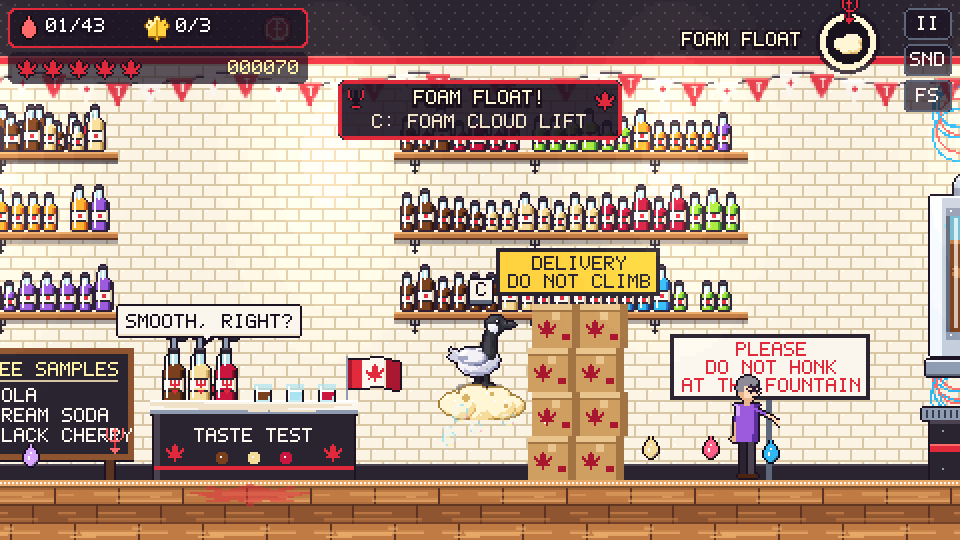 01/43 0/3
000070
FOAM FLOAT
II
SND
FS
FOAM FLOAT!
C: FOAM CLOUD LIFT
DELIVERY
DO NOT CLIMB
C
SMOOTH, RIGHT?
EE SAMPLES
OLA
REAM SODA
LACK CHERRY
TASTE TEST
PLEASE
DO NOT HONK
AT THE FOUNTAIN